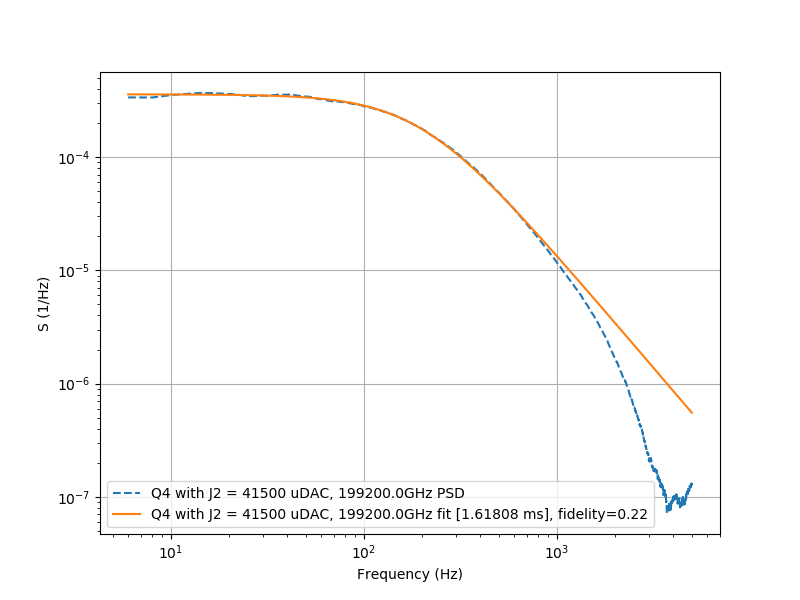 10⁻⁴
10⁻⁵
10⁻⁶
10⁻⁷
S (1/Hz)
Q4 with J2 = 41500 uDAC, 199200.0GHz PSD
Q4 with J2 = 41500 uDAC, 199200.0GHz fit [1.61808 ms], fidelity=0.22
10¹ 10² 10³
Frequency (Hz)